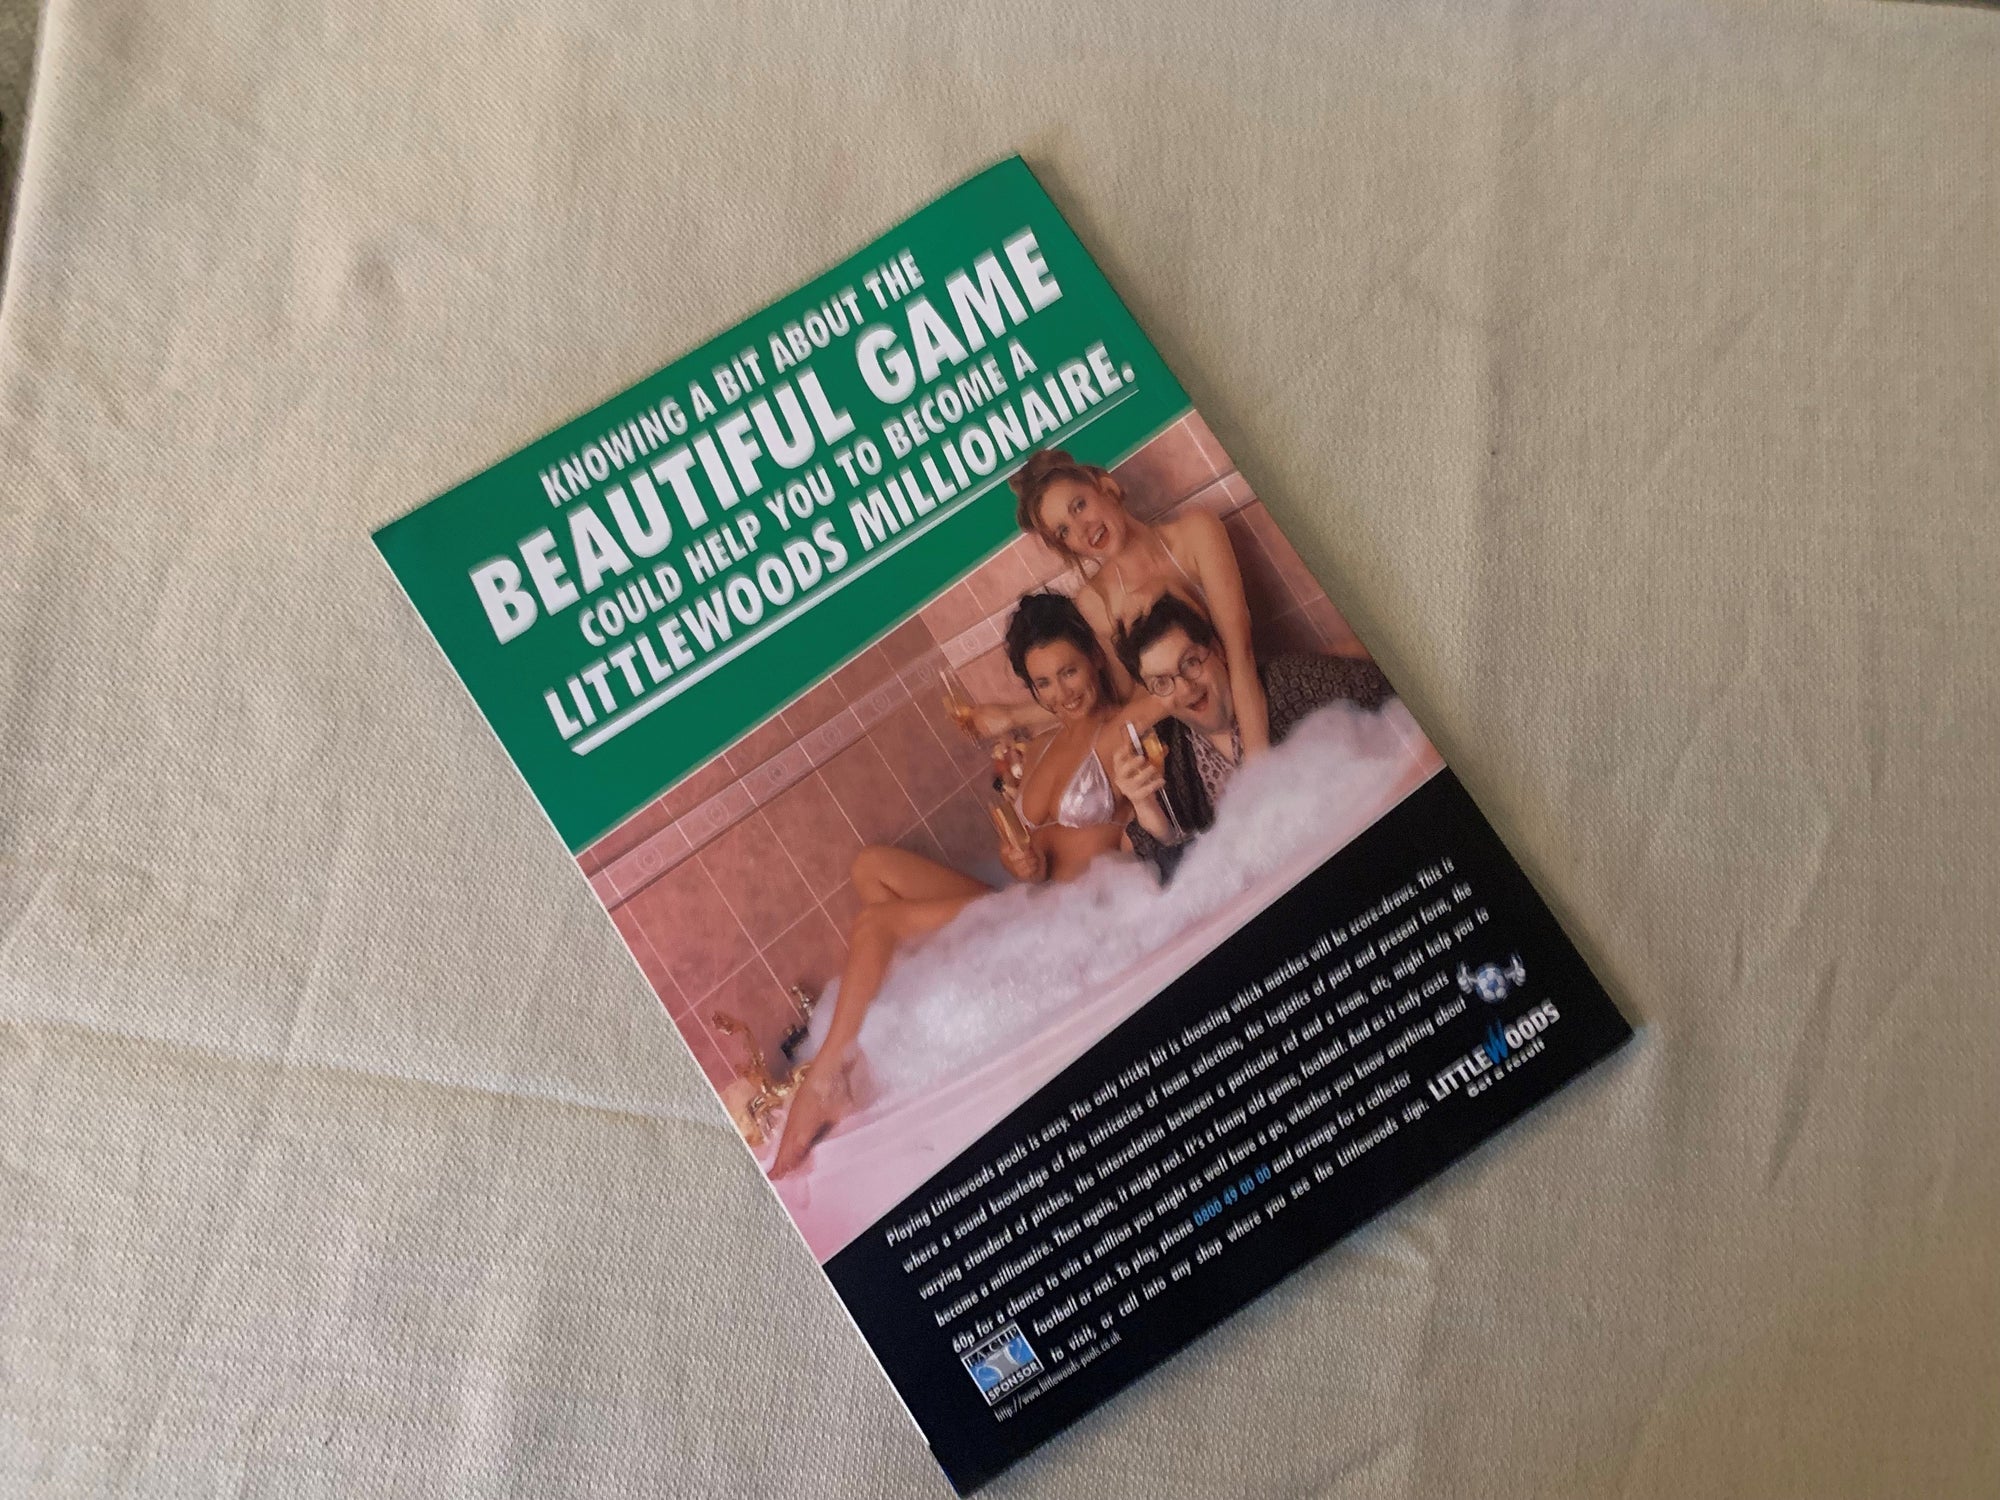 KNOWING A BIT ABOUT THE
BEAUTIFUL GAME
COULD HELP YOU TO BECOME A
LITTLEWOODS MILLIONAIRE.
Playing Littlewoods pools is easy. The only tricky bit is choosing which matches will be score-draws. This is
where a sound knowledge of the intricacies of team selection, the logistics of past and present form, the
varying standard of pitches, the interrelation between a particular ref and a team, etc, might help you to
become a millionaire. Then again, it might not. It's a funny old game, football. And as it only costs
60p for a chance to win a million you might as well have a go, whether you know anything about
football or not. To play, phone 0800 49 00 00 and arrange for a collector
to visit, or call into any shop where you see the Littlewoods sign.
LITTLEWOODS
Get a result
F.A. CUP
SPONSOR
http://www.littlewoods-pools.co.uk